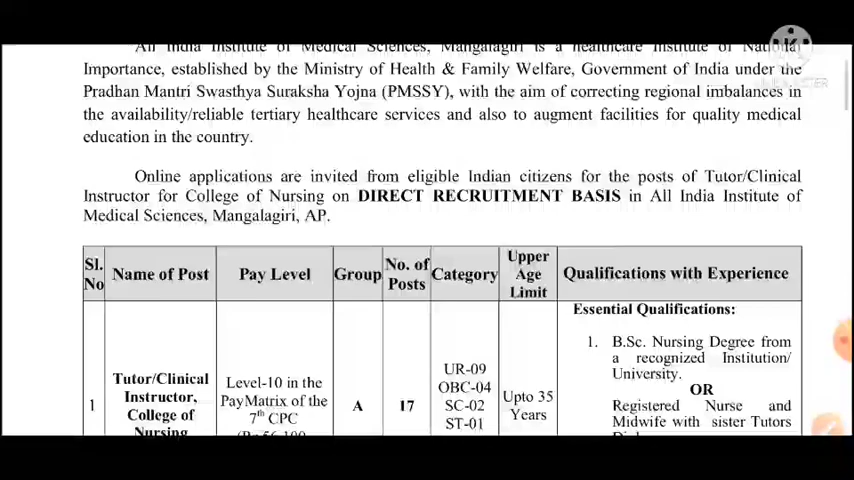 All India Institute of Medical Sciences, Mangalagiri is a healthcare Institute of National
Importance, established by the Ministry of Health & Family Welfare, Government of India under the
Pradhan Mantri Swasthya Suraksha Yojna (PMSSY), with the aim of correcting regional imbalances in
the availability/reliable tertiary healthcare services and also to augment facilities for quality medical
education in the country.
Online applications are invited from eligible Indian citizens for the posts of Tutor/Clinical
Instructor for College of Nursing on DIRECT RECRUITMENT BASIS in All India Institute of
Medical Sciences, Mangalagiri, AP.
Sl. No
Name of Post
Pay Level
Group
No. of Posts
Category
Upper Age Limit
Qualifications with Experience
1
Tutor/Clinical
Instructor,
College of
Nursing
Level-10 in the
PayMatrix of the
7th CPC
(Rs.56,100
A
17
UR-09
OBC-04
SC-02
ST-01
Upto 35
Years
Essential Qualifications:
1. B.Sc. Nursing Degree from
a recognized Institution/
University.
OR
Registered Nurse and
Midwife with sister Tutors